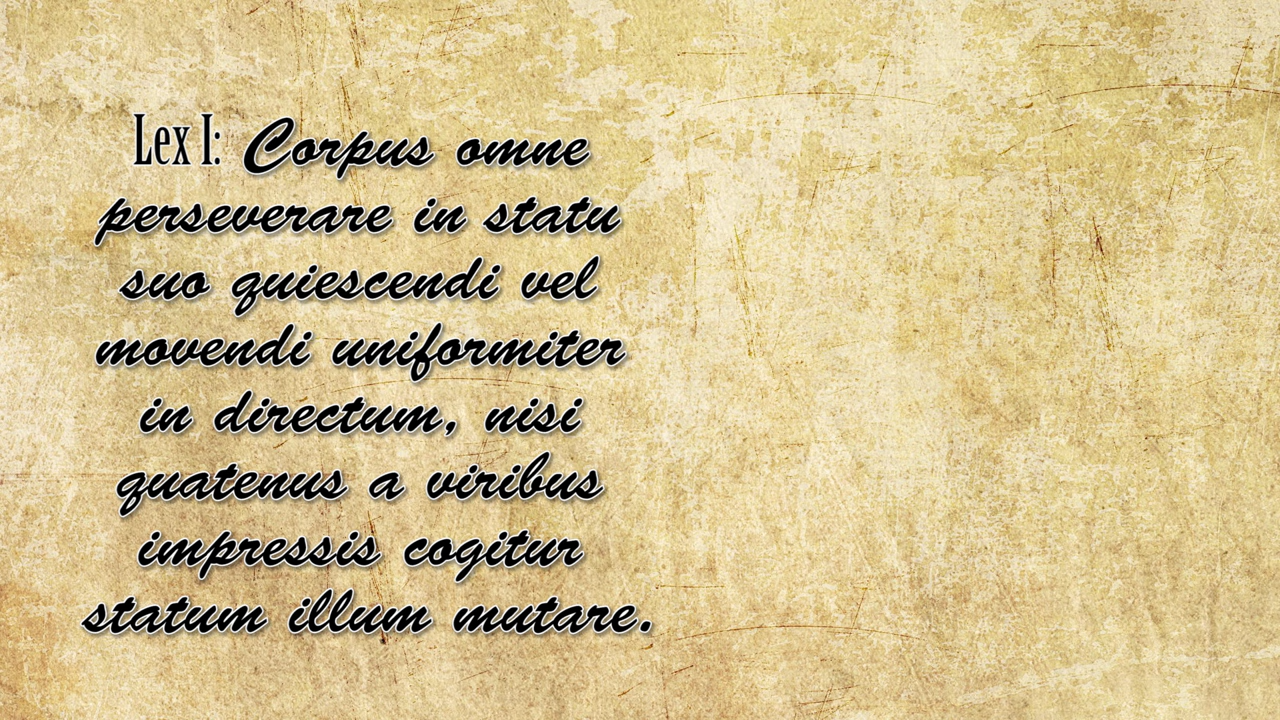 Lex I: Corpus omne
perseverare in statu
suo quiescendi vel
movendi uniformiter
in directum, nisi
quatenus a viribus
impressis cogitur
statum illum mutare.